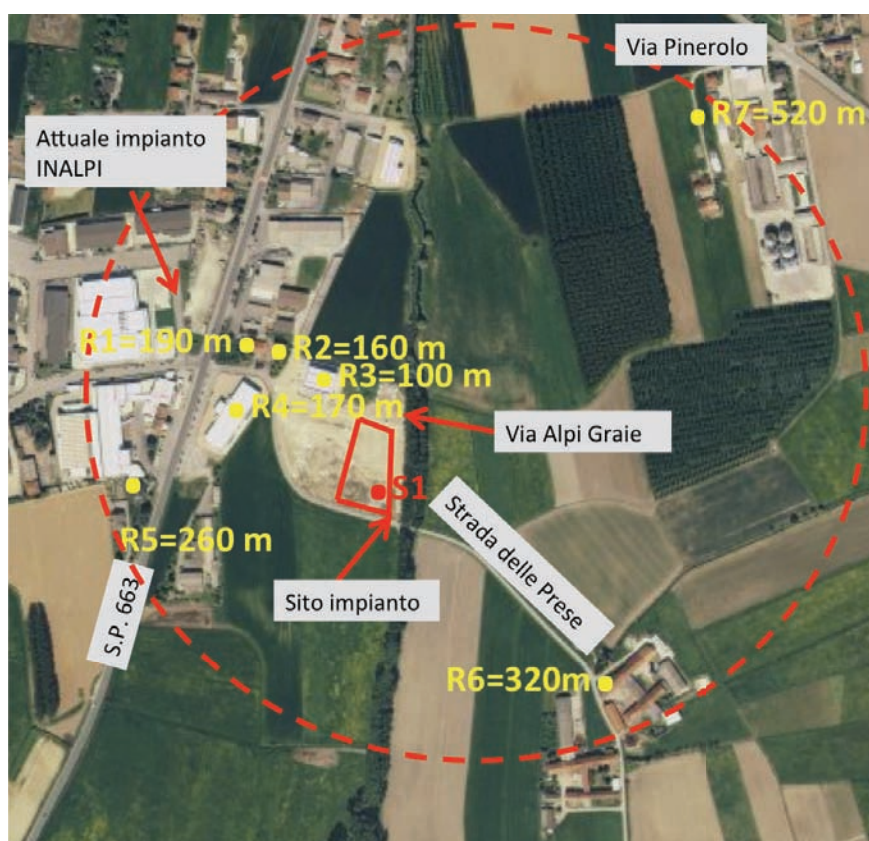 Via Pinerolo
R7=520 m
Attuale impianto
INALPI
R1=190 m
R2=160 m
R3=100 m
R4=170 m
Via Alpi Graie
S1
R5=260 m
Strada delle Prese
Sito impianto
S.P. 663
R6=320m